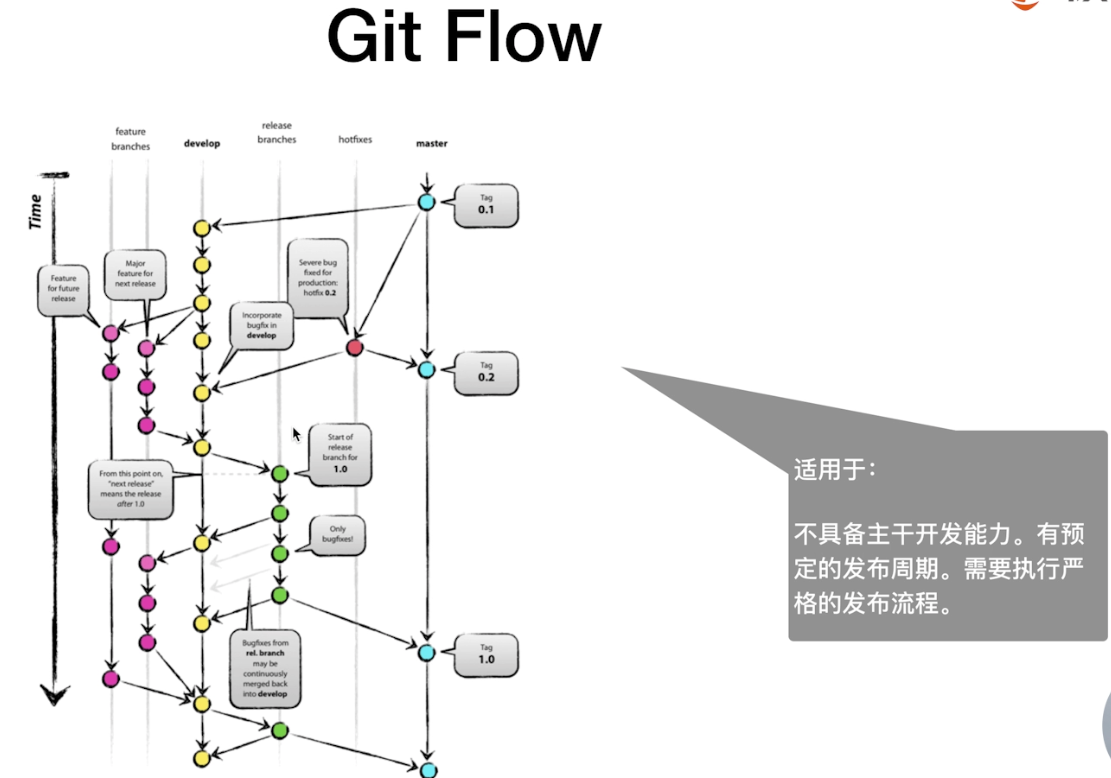 Git Flow
feature
branches
develop
release
branches
hotfixes
master
Time
Tag
0.1
Feature
for future
release
Major
feature for
next release
Severe bug
fixed for
production:
hotfix 0.2
Incorporate
bugfix in
develop
Tag
0.2
Start of
release
branch for
1.0
From this point on,
"next release"
means the release
after 1.0
Only
bugfixes!
Bugfixes from
rel. branch
may be
continuously
merged back
into develop
Tag
1.0
适用于:
不具备主干开发能力。有预
定的发布周期。需要执行严
格的发布流程。